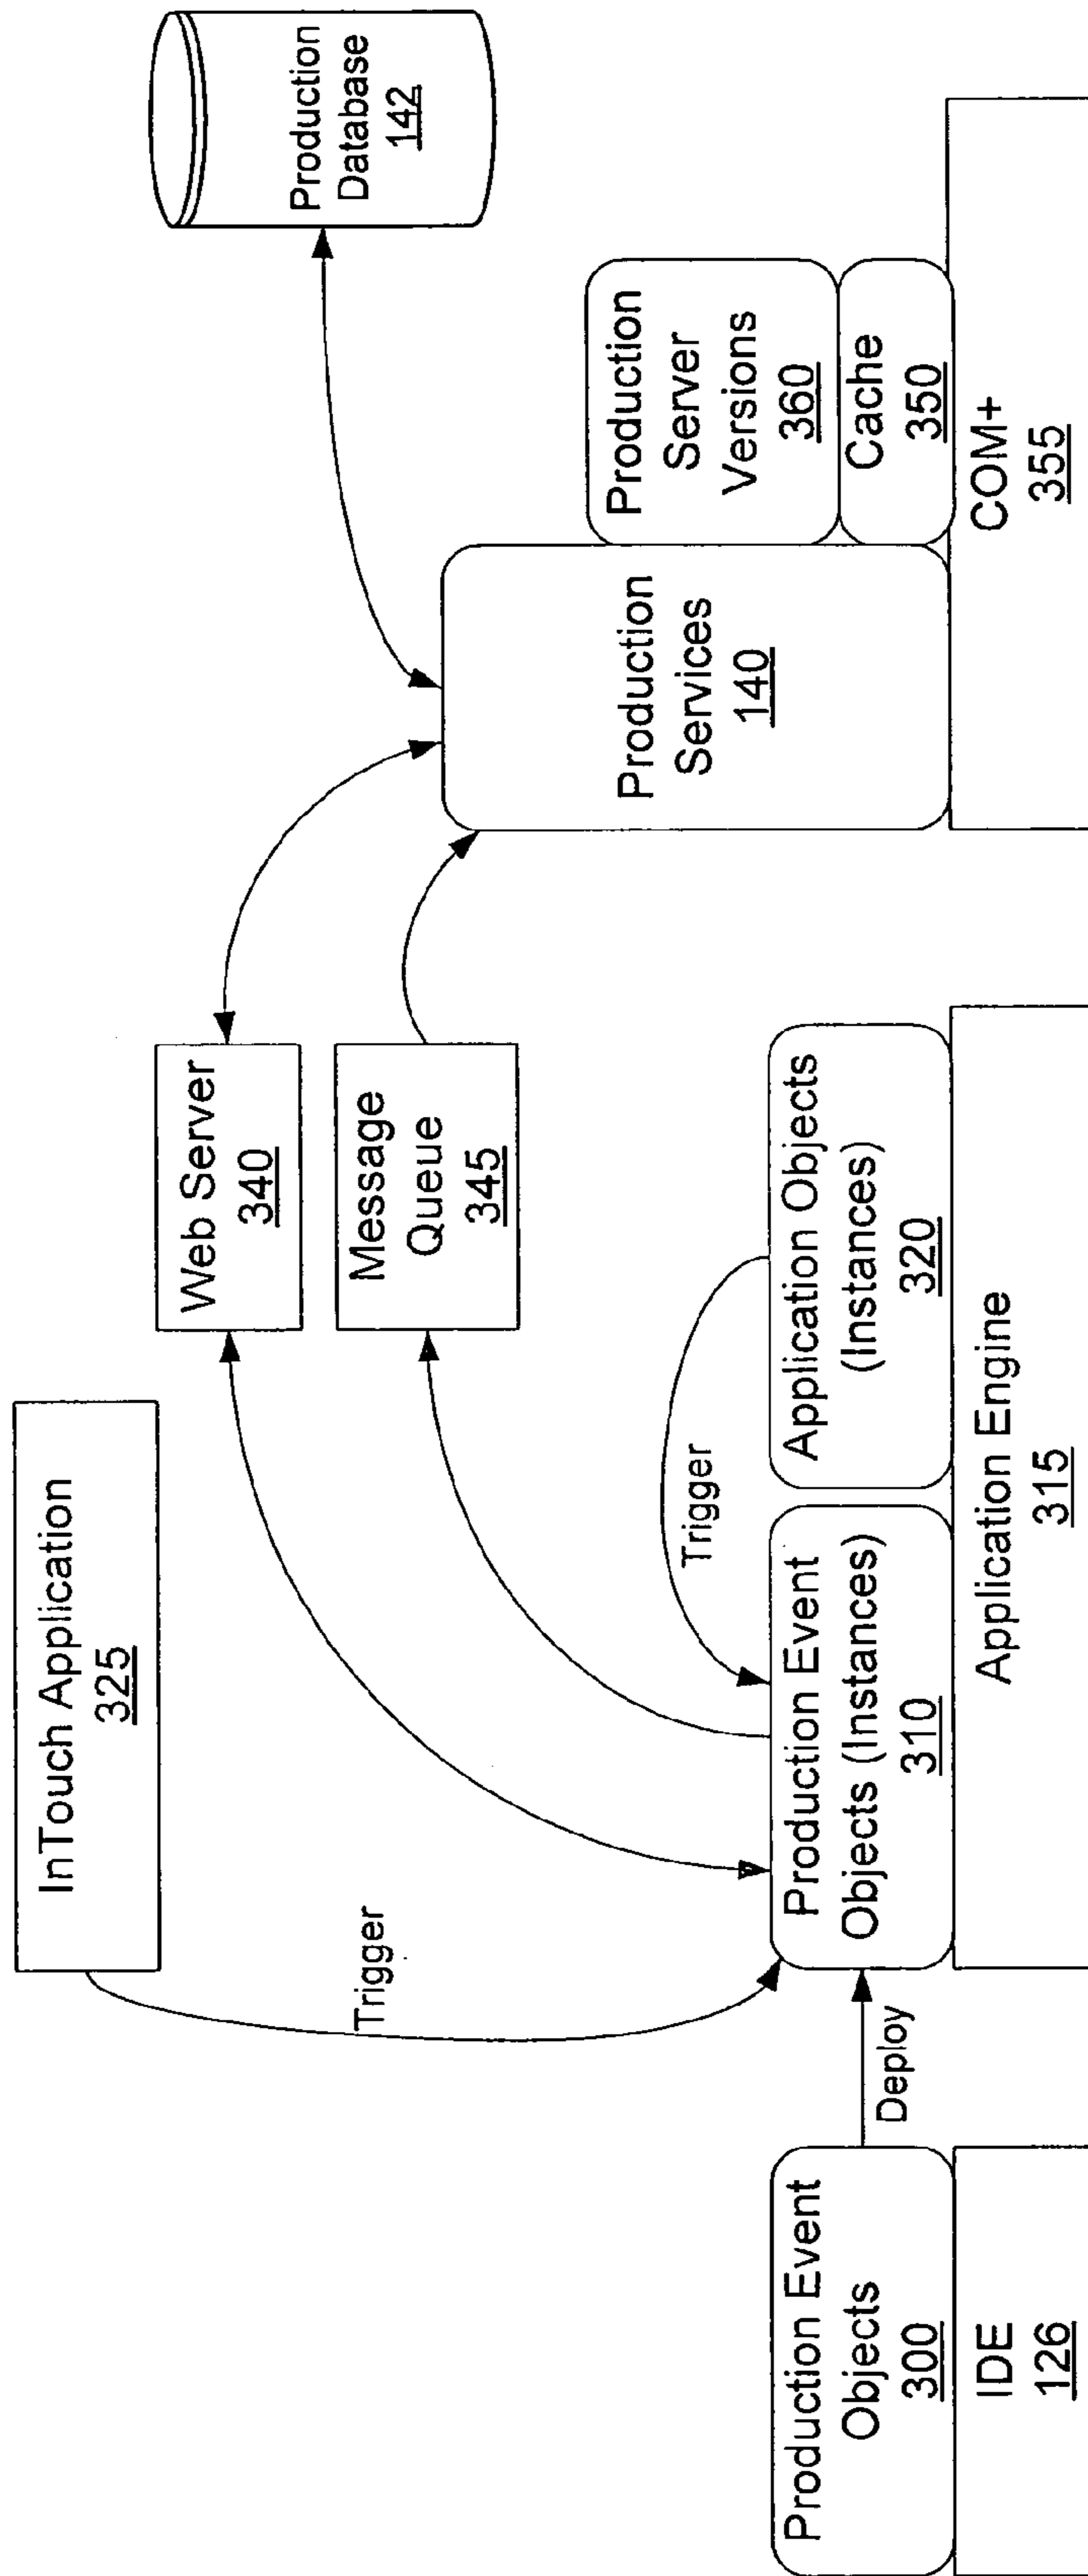 InTouch Application
325
Trigger
Web Server
340
Message
Queue
345
Production
Database
142
Production Event
Objects
300
IDE
126
Deploy
Production Event
Objects (Instances)
310
Trigger
Application Objects
(Instances)
320
Application Engine
315
Production
Services
140
Production
Server
Versions
360
Cache
350
COM+
355